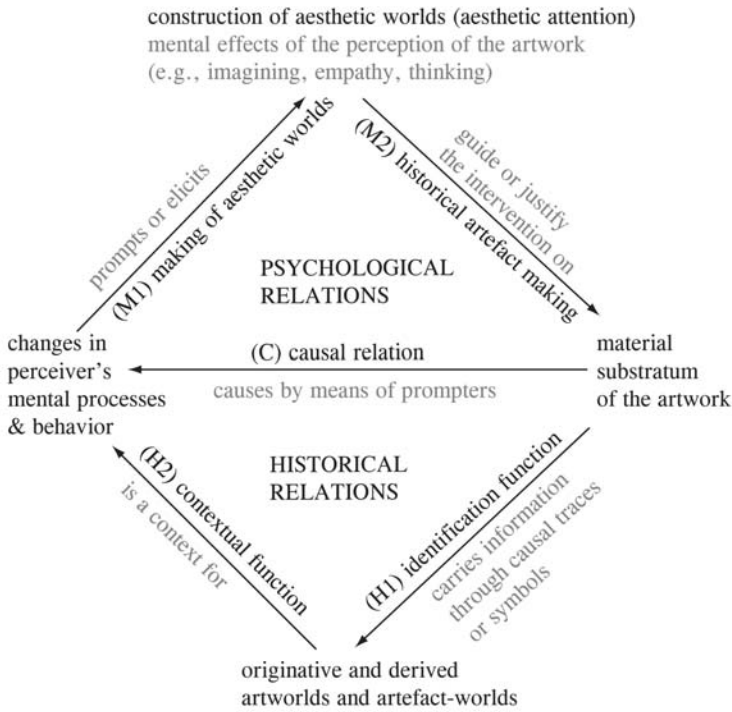 construction of aesthetic worlds (aesthetic attention)
mental effects of the perception of the artwork
(e.g., imagining, empathy, thinking)
prompts or elicits
(M1) making of aesthetic worlds
guide or justify
the intervention on
(M2) historical artefact making
PSYCHOLOGICAL
RELATIONS
changes in
perceiver's
mental processes
& behavior
(C) causal relation
causes by means of prompters
material
substratum
of the artwork
HISTORICAL
RELATIONS
(H2) contextual function
is a context for
(H1) identification function
carries information
through causal traces
or symbols
originative and derived
artworlds and artefact-worlds